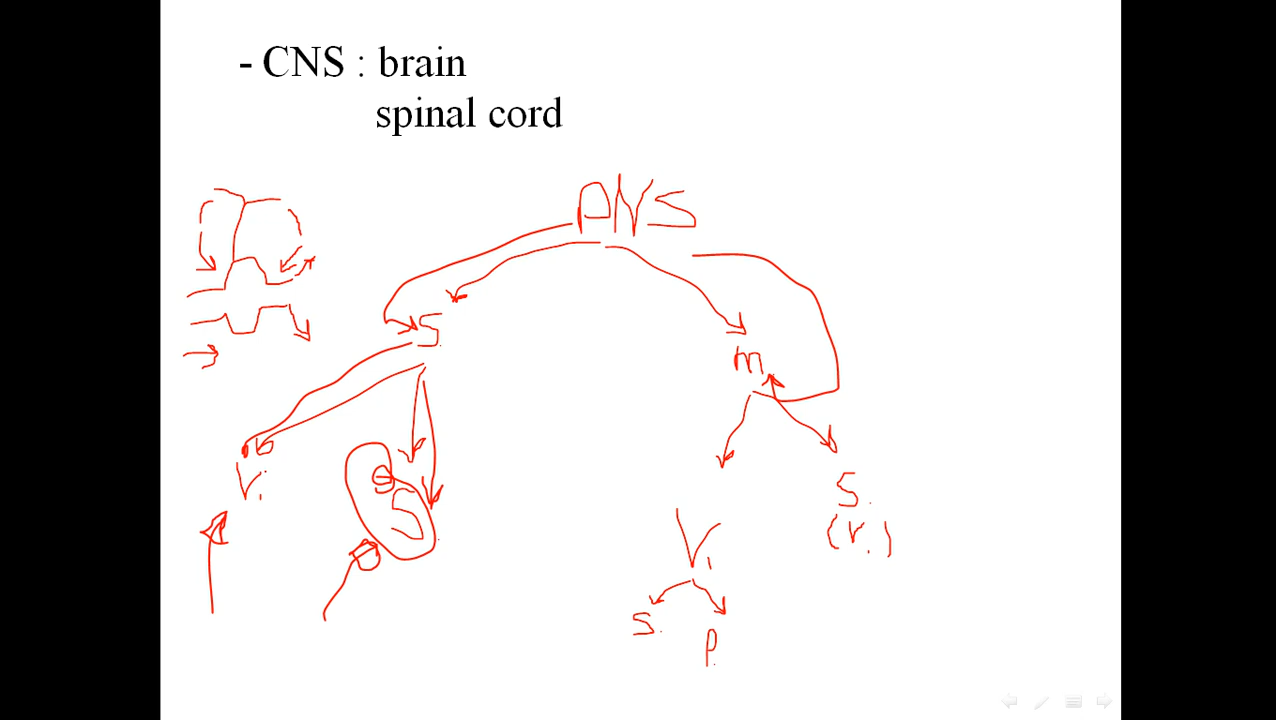 - CNS : brain
spinal cord
PNS
S.
m
V.
S
S.
(V.)
V.
S.
P.